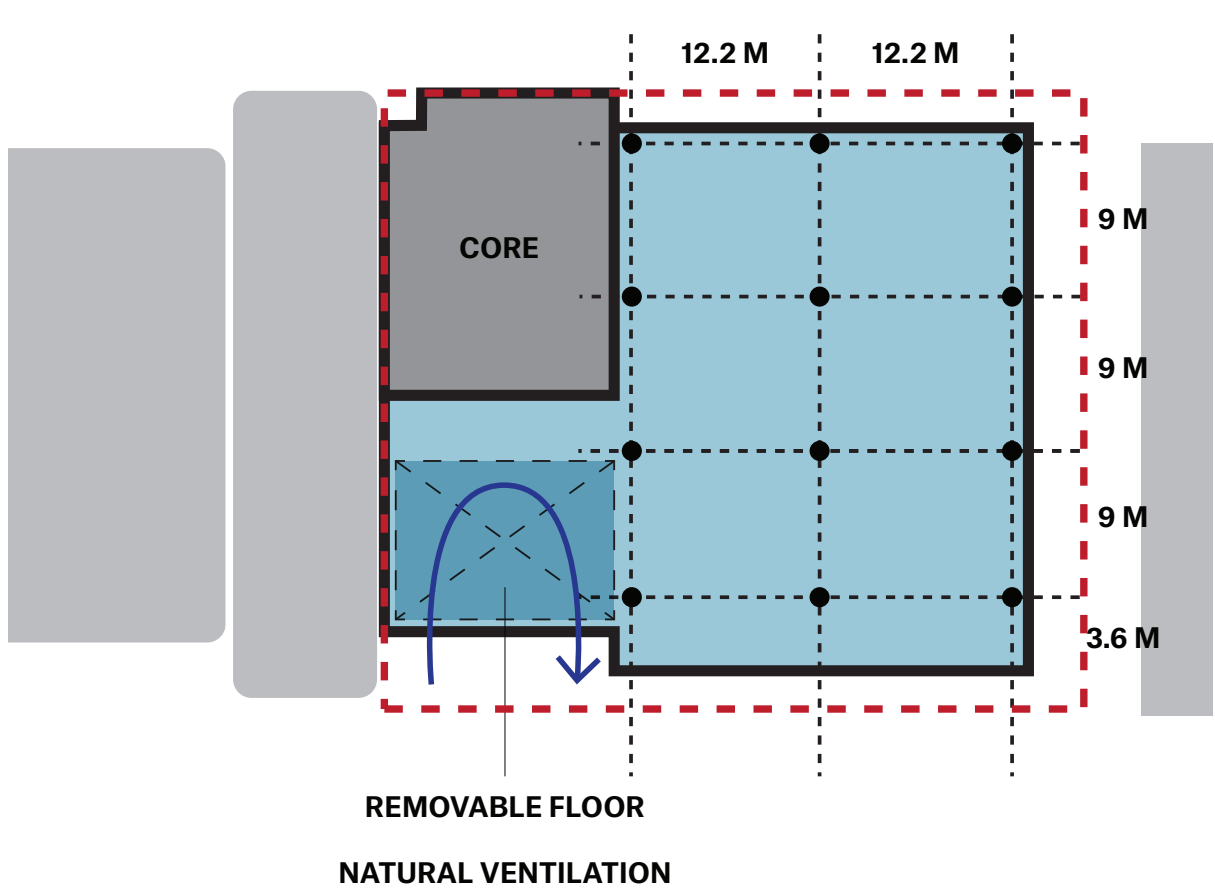 12.2 M
12.2 M
9 M
CORE
9 M
9 M
3.6 M
REMOVABLE FLOOR
NATURAL VENTILATION